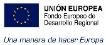 UNIÓN EUROPEA
Fondo Europeo de
Desarrollo Regional
Una manera de hacer Europa